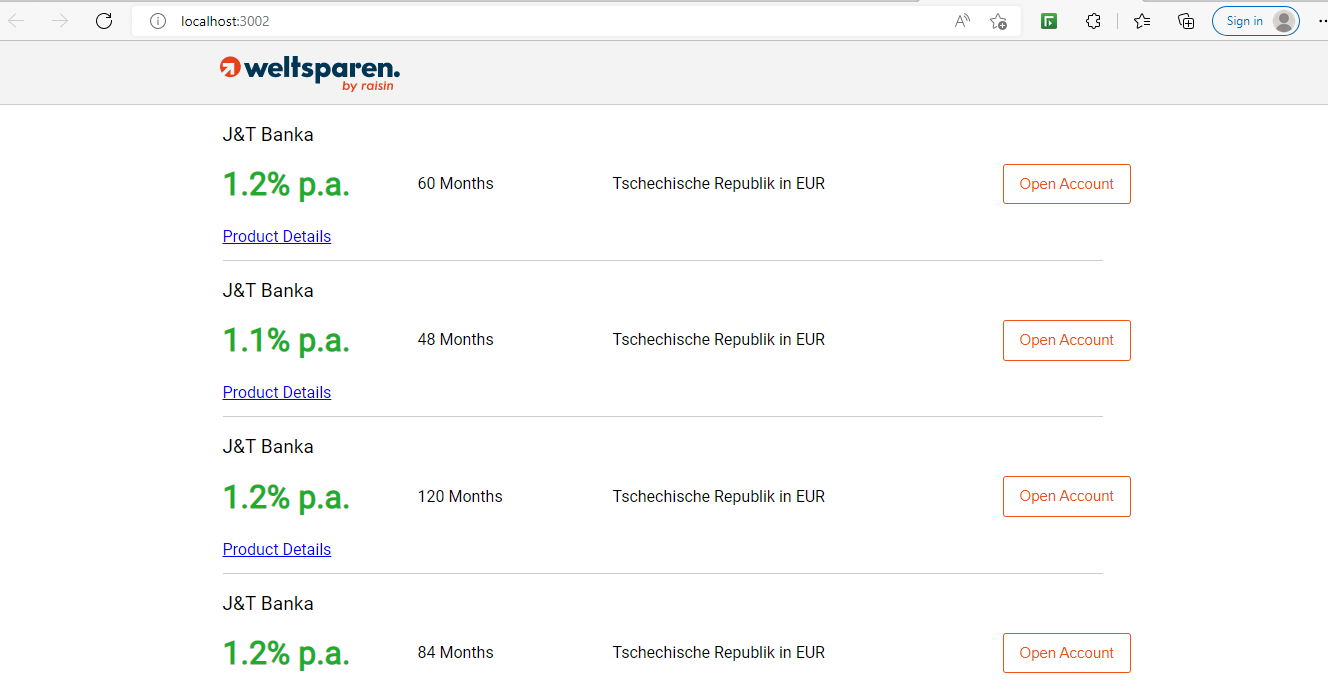 localhost:3002
Sign in
weltsparen.
by raisin
J&T Banka
1.2% p.a. 60 Months Tschechische Republik in EUR Open Account
Product Details
J&T Banka
1.1% p.a. 48 Months Tschechische Republik in EUR Open Account
Product Details
J&T Banka
1.2% p.a. 120 Months Tschechische Republik in EUR Open Account
Product Details
J&T Banka
1.2% p.a. 84 Months Tschechische Republik in EUR Open Account